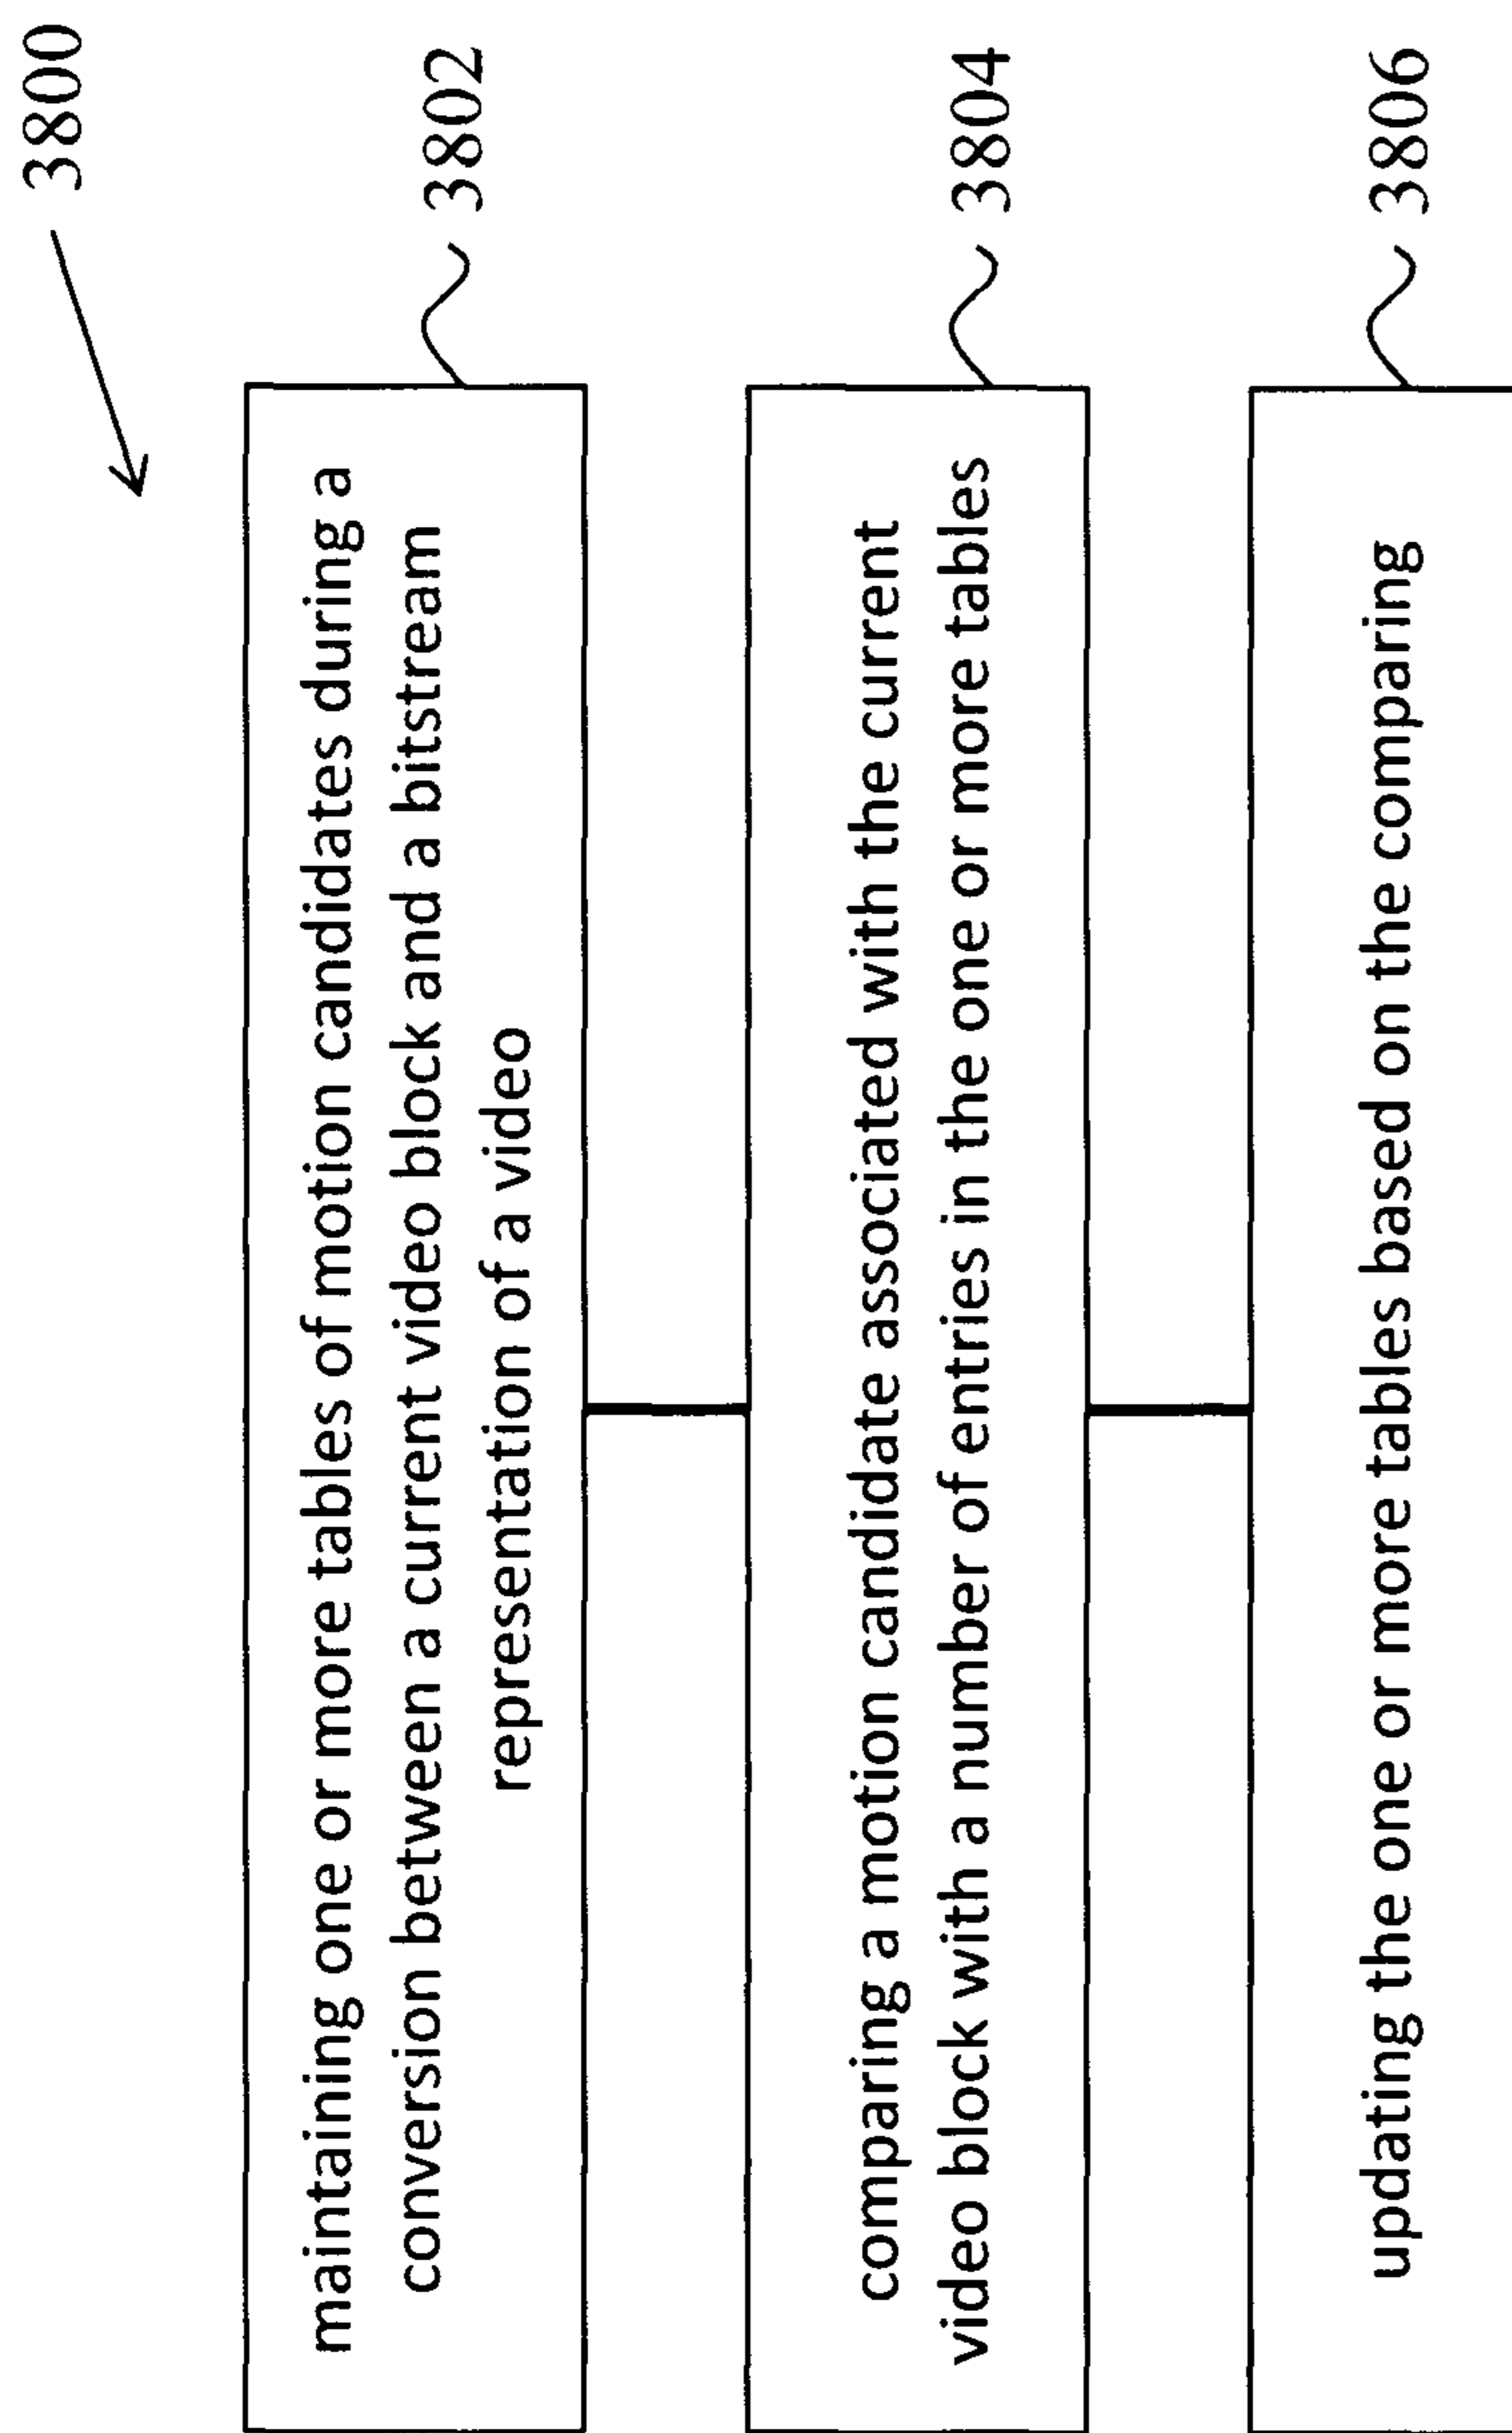 3800
maintaining one or more tables of motion candidates during a
conversion between a current video block and a bitstream
representation of a video
3802
comparing a motion candidate associated with the current
video block with a number of entries in the one or more tables
3804
updating the one or more tables based on the comparing
3806